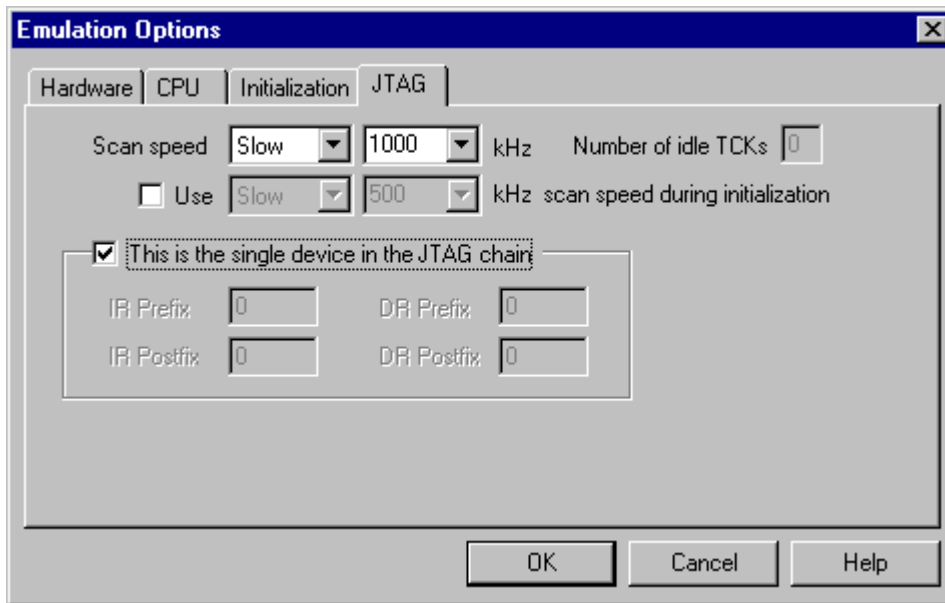 Emulation Options
Hardware CPU Initialization JTAG
Scan speed Slow 1000 kHz Number of idle TCKs 0
Use Slow 500 kHz scan speed during initialization
This is the single device in the JTAG chain
IR Prefix 0 DR Prefix 0
IR Postfix 0 DR Postfix 0
OK Cancel Help